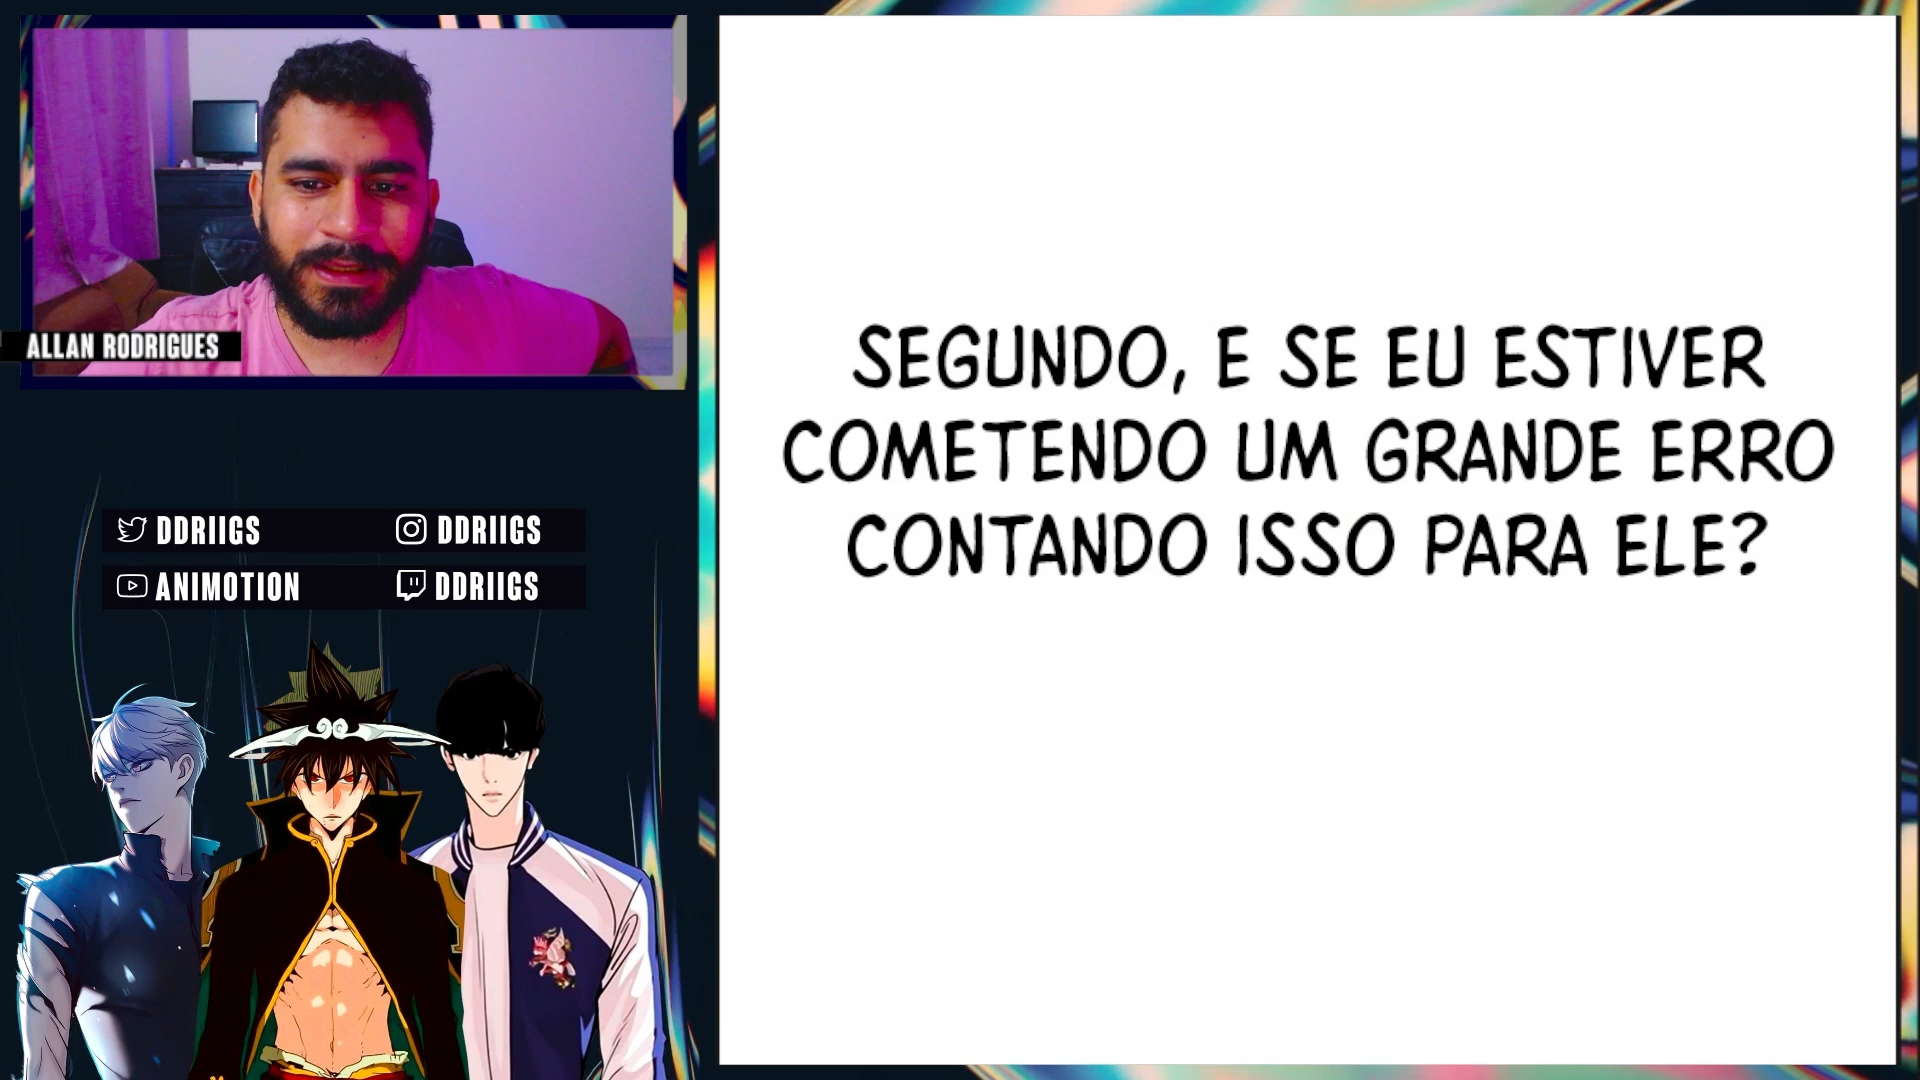 ALLAN RODRIGUES
DDRIIGS
DDRIIGS
ANIMOTION
DDRIIGS
SEGUNDO, E SE EU ESTIVER
COMETENDO UM GRANDE ERRO
CONTANDO ISSO PARA ELE?